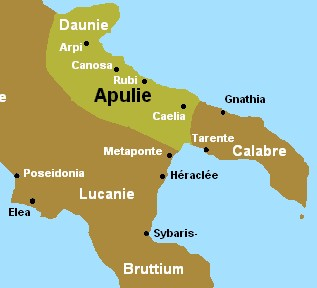 Daunie
Arpi
Canosa
Rubi
Apulie
Gnathia
Caelia
e
Tarente
Metaponte
Calabre
Poseidonia
Héraclée
Lucanie
Elea
Sybaris-
Bruttium